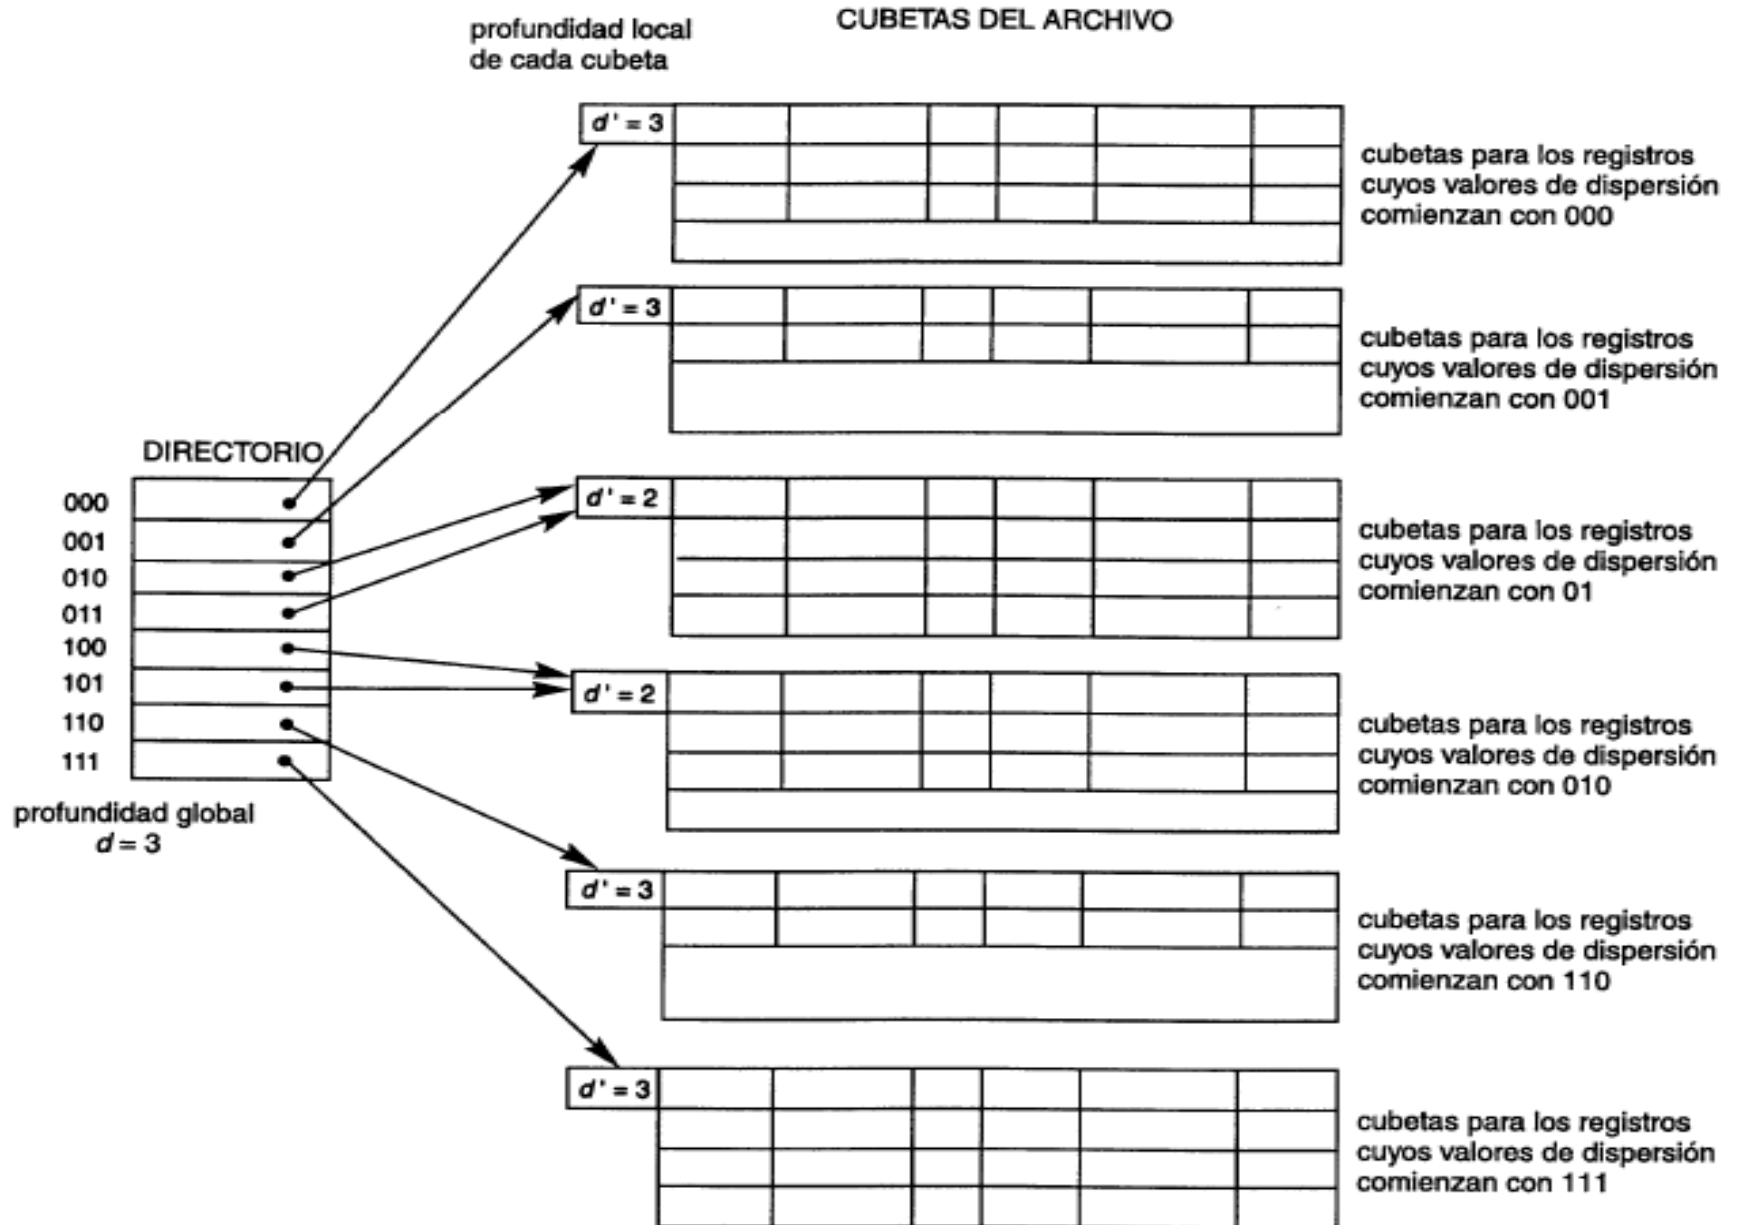 CUBETAS DEL ARCHIVO
profundidad local
de cada cubeta
d' = 3
cubetas para los registros
cuyos valores de dispersión
comienzan con 000
d' = 3
cubetas para los registros
cuyos valores de dispersión
comienzan con 001
DIRECTORIO
000
001
010
011
100
101
110
111
profundidad global
d = 3
d' = 2
cubetas para los registros
cuyos valores de dispersión
comienzan con 01
d' = 2
cubetas para los registros
cuyos valores de dispersión
comienzan con 010
d' = 3
cubetas para los registros
cuyos valores de dispersión
comienzan con 110
d' = 3
cubetas para los registros
cuyos valores de dispersión
comienzan con 111